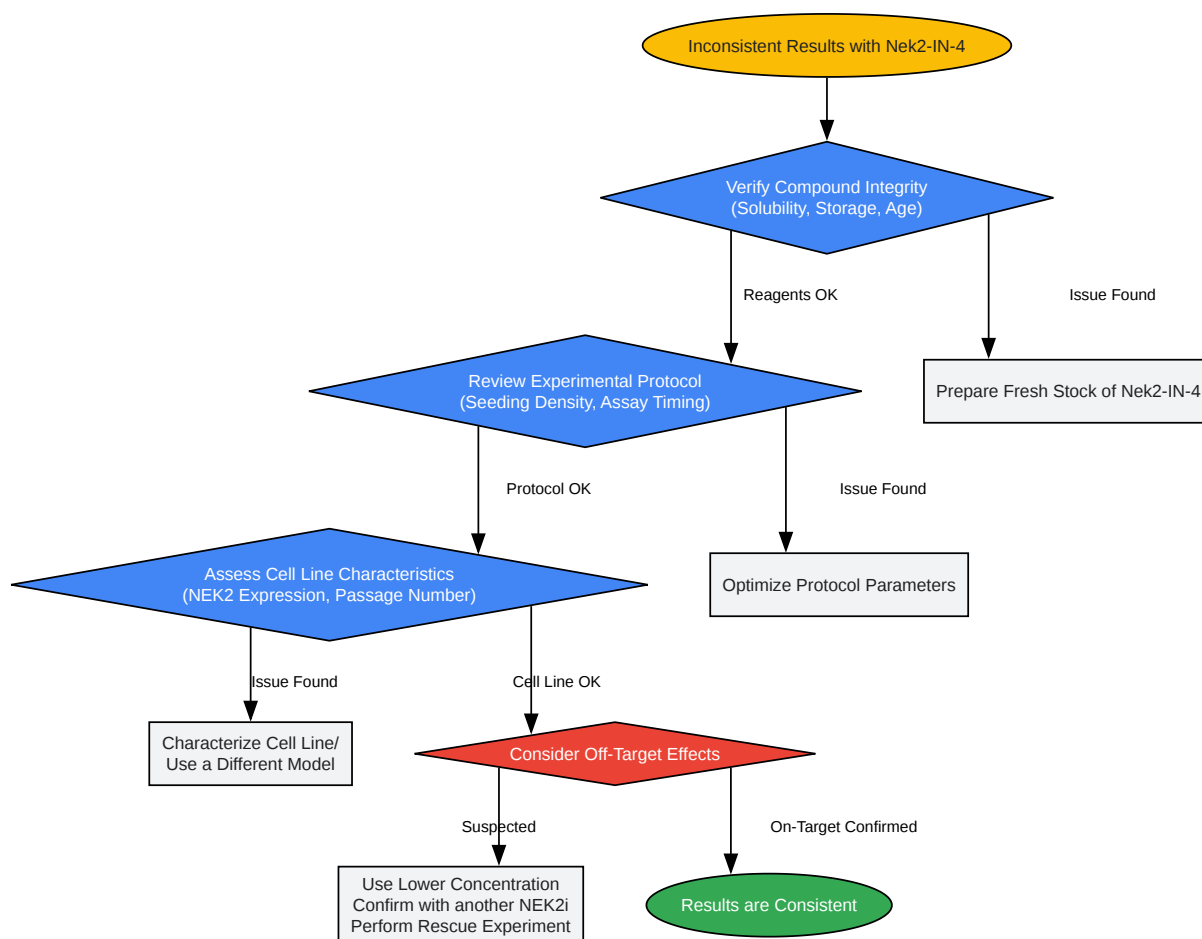 Inconsistent Results with Nek2-IN-4
Verify Compound Integrity
(Solubility, Storage, Age)
Reagents OK
Issue Found
Review Experimental Protocol
(Seeding Density, Assay Timing)
Prepare Fresh Stock of Nek2-IN-4
Protocol OK
Issue Found
Assess Cell Line Characteristics
(NEK2 Expression, Passage Number)
Optimize Protocol Parameters
Issue Found
Cell Line OK
Characterize Cell Line/
Use a Different Model
Consider Off-Target Effects
Suspected
On-Target Confirmed
Use Lower Concentration
Confirm with another NEK2i
Perform Rescue Experiment
Results are Consistent